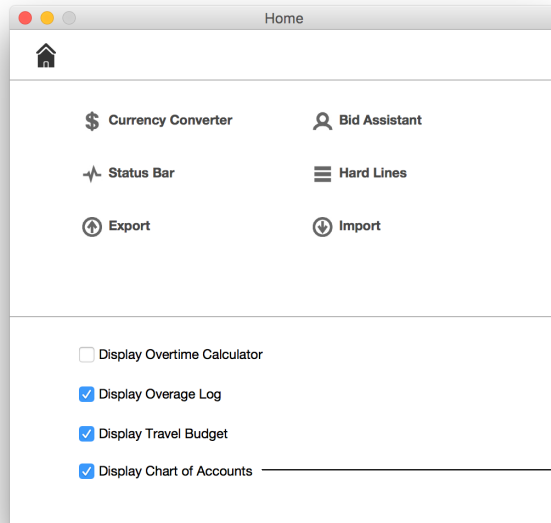 Home
Currency Converter
Bid Assistant
Status Bar
Hard Lines
Export
Import
Display Overtime Calculator
Display Overage Log
Display Travel Budget
Display Chart of Accounts